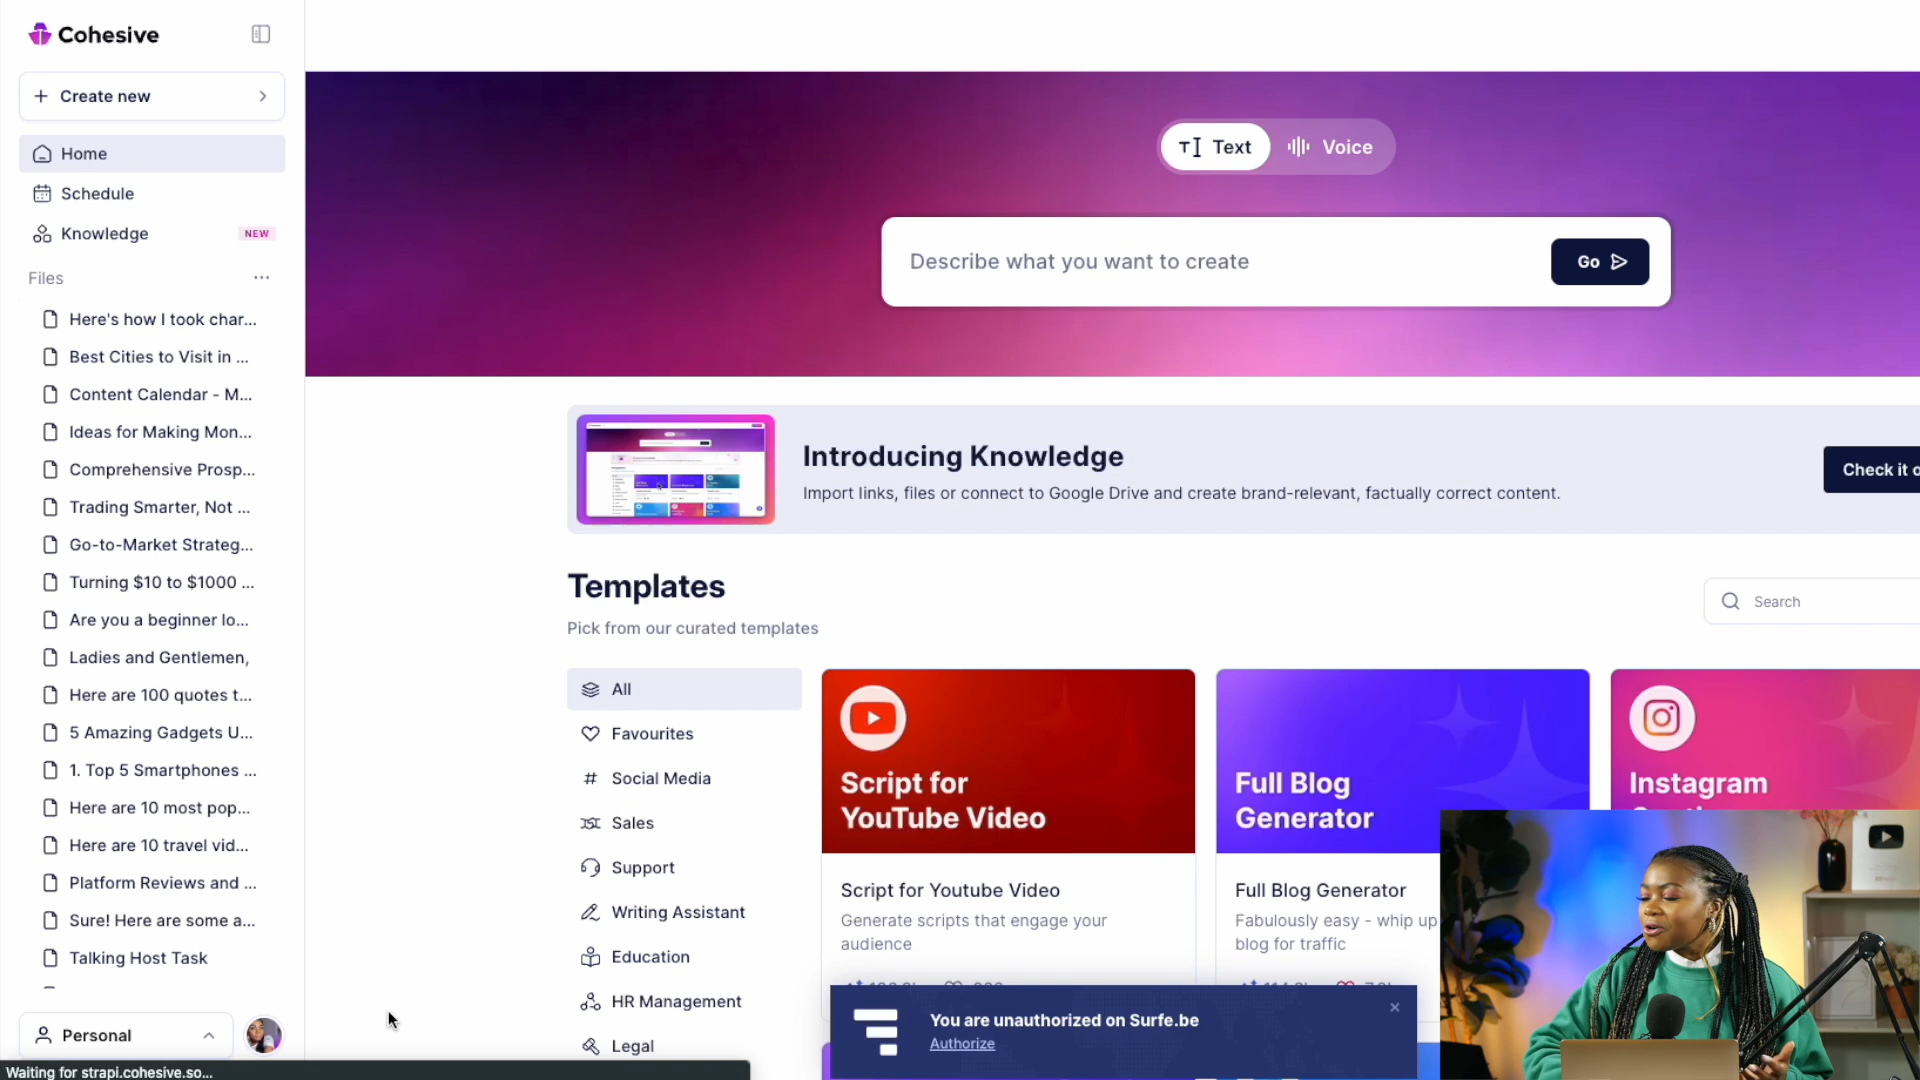 Cohesive
Create new
Home
Schedule
Knowledge NEW
Files
Here's how I took char...
Best Cities to Visit in ...
Content Calendar - M...
Ideas for Making Mon...
Comprehensive Prosp...
Trading Smarter, Not ...
Go-to-Market Strateg...
Turning $10 to $1000 ...
Are you a beginner lo...
Ladies and Gentlemen,
Here are 100 quotes t...
5 Amazing Gadgets U...
1. Top 5 Smartphones ...
Here are 10 most pop...
Here are 10 travel vid...
Platform Reviews and ...
Sure! Here are some a...
Talking Host Task
Personal
Waiting for strapi.cohesive.so...
Text Voice
Describe what you want to create
Go
Introducing Knowledge
Import links, files or connect to Google Drive and create brand-relevant, factually correct content.
Check it o
Templates
Pick from our curated templates
Search
All
Favourites
Social Media
Sales
Support
Writing Assistant
Education
HR Management
Legal
Script for
YouTube Video
Script for Youtube Video
Generate scripts that engage your
audience
Full Blog
Generator
Full Blog Generator
Fabulously easy - whip up
blog for traffic
Instagram
You are unauthorized on Surfe.be
Authorize